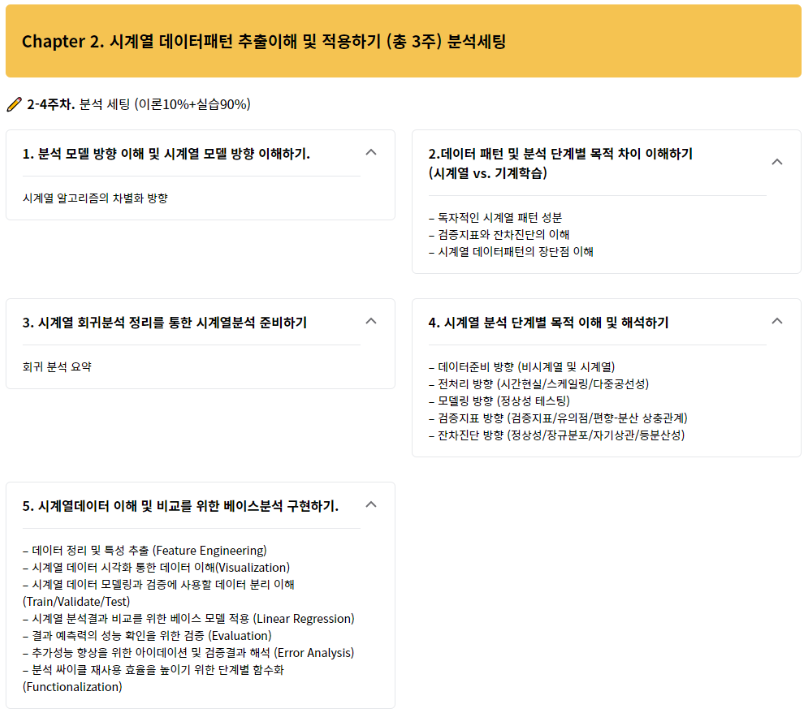 Chapter 2. 시계열 데이터패턴 추출이해 및 적용하기 (총 3주) 분석세팅
2-4주차. 분석 세팅 (이론10%+실습90%)
1. 분석 모델 방향 이해 및 시계열 모델 방향 이해하기.
시계열 알고리즘의 차별화 방향
2.데이터 패턴 및 분석 단계별 목적 차이 이해하기
(시계열 vs. 기계학습)
– 독자적인 시계열 패턴 성분
– 검증지표와 잔차진단의 이해
– 시계열 데이터패턴의 장단점 이해
3. 시계열 회귀분석 정리를 통한 시계열분석 준비하기
회귀 분석 요약
4. 시계열 분석 단계별 목적 이해 및 해석하기
– 데이터준비 방향 (비시계열 및 시계열)
– 전처리 방향 (시간현실/스케일링/다중공선성)
– 모델링 방향 (정상성 테스팅)
– 검증지표 방향 (검증지표/유의점/편향-분산 상충관계)
– 잔차진단 방향 (정상성/장규분포/자기상관/등분산성)
5. 시계열데이터 이해 및 비교를 위한 베이스분석 구현하기.
– 데이터 정리 및 특성 추출 (Feature Engineering)
– 시계열 데이터 시각화 통한 데이터 이해(Visualization)
– 시계열 데이터 모델링과 검증에 사용할 데이터 분리 이해
(Train/Validate/Test)
– 시계열 분석결과 비교를 위한 베이스 모델 적용 (Linear Regression)
– 결과 예측력의 성능 확인을 위한 검증 (Evaluation)
– 추가성능 향상을 위한 아이데이션 및 검증결과 해석 (Error Analysis)
– 분석 싸이클 재사용 효율을 높이기 위한 단계별 함수화
(Functionalization)